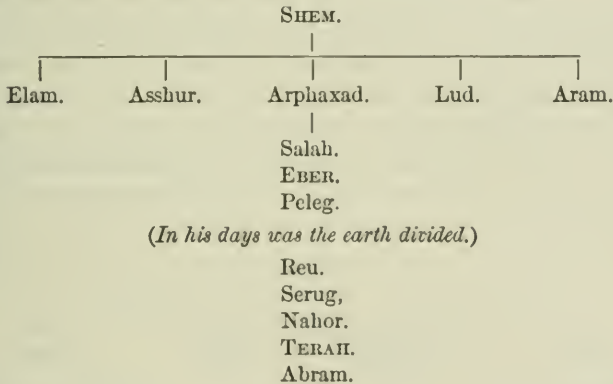 SHEM.
Elam. Asshur. Arphaxad. Lud. Aram.
Salah.
EBER.
Peleg.
(In his days was the earth divided.)
Reu.
Serug,
Nahor.
TERAH.
Abram.